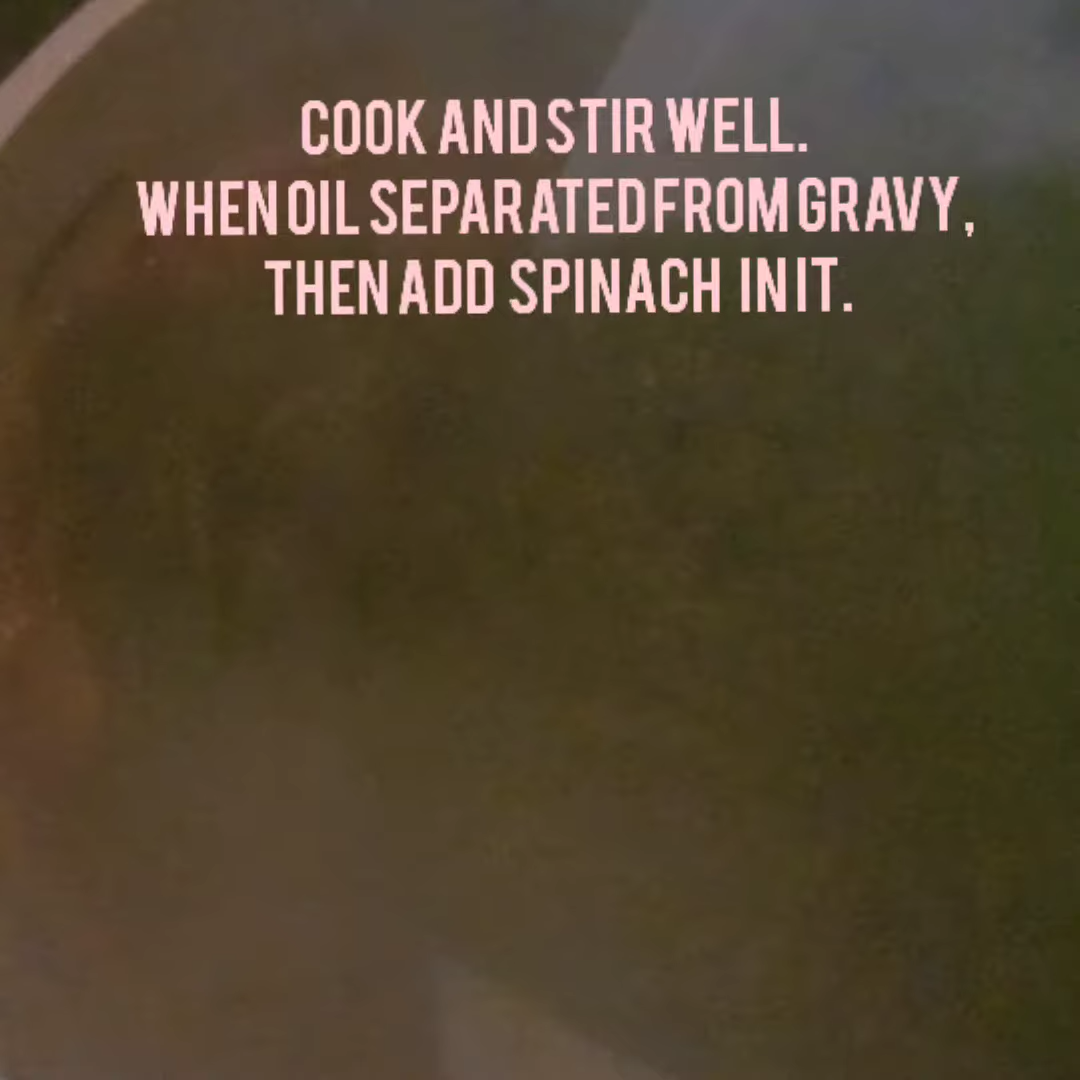 COOK AND STIR WELL.
WHEN OIL SEPARATED FROM GRAVY,
THEN ADD SPINACH IN IT.